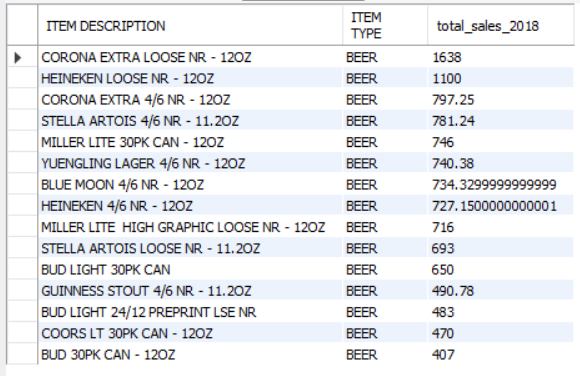 ITEM DESCRIPTION ITEM TYPE total_sales_2018
CORONA EXTRA LOOSE NR - 12OZ BEER 1638
HEINEKEN LOOSE NR - 12OZ BEER 1100
CORONA EXTRA 4/6 NR - 12OZ BEER 797.25
STELLA ARTOIS 4/6 NR - 11.2OZ BEER 781.24
MILLER LITE 30PK CAN - 12OZ BEER 746
YUENGLING LAGER 4/6 NR - 12OZ BEER 740.38
BLUE MOON 4/6 NR - 12OZ BEER 734.3299999999999
HEINEKEN 4/6 NR - 12OZ BEER 727.1500000000001
MILLER LITE  HIGH GRAPHIC LOOSE NR - 12OZ BEER 716
STELLA ARTOIS LOOSE NR - 11.2OZ BEER 693
BUD LIGHT 30PK CAN BEER 650
GUINNESS STOUT 4/6 NR - 11.2OZ BEER 490.78
BUD LIGHT 24/12 PREPRINT LSE NR BEER 483
COORS LT 30PK CAN - 12OZ BEER 470
BUD 30PK CAN - 12OZ BEER 407